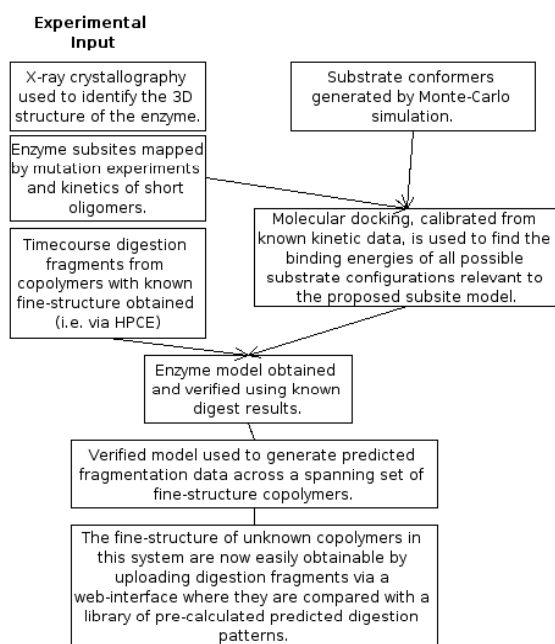 Experimental
Input
X-ray crystallography
used to identify the 3D
structure of the enzyme.
Substrate conformers
generated by Monte-Carlo
simulation.
Enzyme subsites mapped
by mutation experiments
and kinetics of short
oligomers.
Molecular docking, calibrated from
known kinetic data, is used to find the
binding energies of all possible
substrate configurations relevant to
the proposed subsite model.
Timecourse digestion
fragments from
copolymers with known
fine-structure obtained
(i.e. via HPCE)
Enzyme model obtained
and verified using known
digest results.
Verified model used to generate predicted
fragmentation data across a spanning set of
fine-structure copolymers.
The fine-structure of unknown copolymers in
this system are now easily obtainable by
uploading digestion fragments via a
web-interface where they are compared with a
library of pre-calculated predicted digestion
patterns.